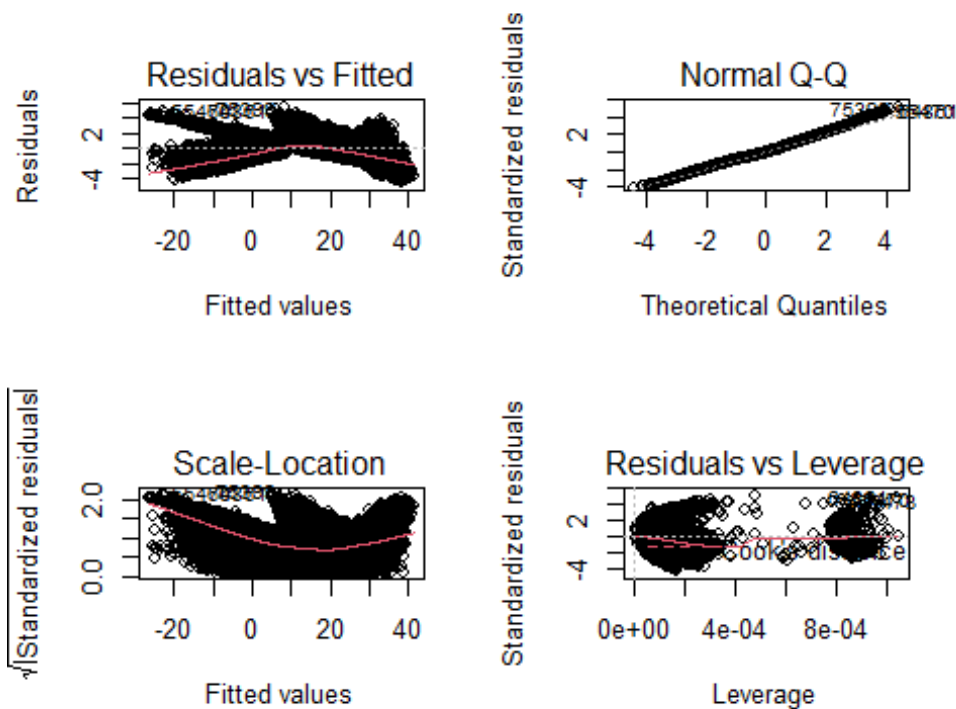 Residuals vs Fitted
Residuals
2
-4
-20 0 20 40
Fitted values
Normal Q-Q
Standardized residuals
2
-4
-4 -2 0 2 4
Theoretical Quantiles
Scale-Location
√|Standardized residuals|
2.0
0.0
-20 0 20 40
Fitted values
Residuals vs Leverage
Standardized residuals
2
-4
0e+00 4e-04 8e-04
Leverage